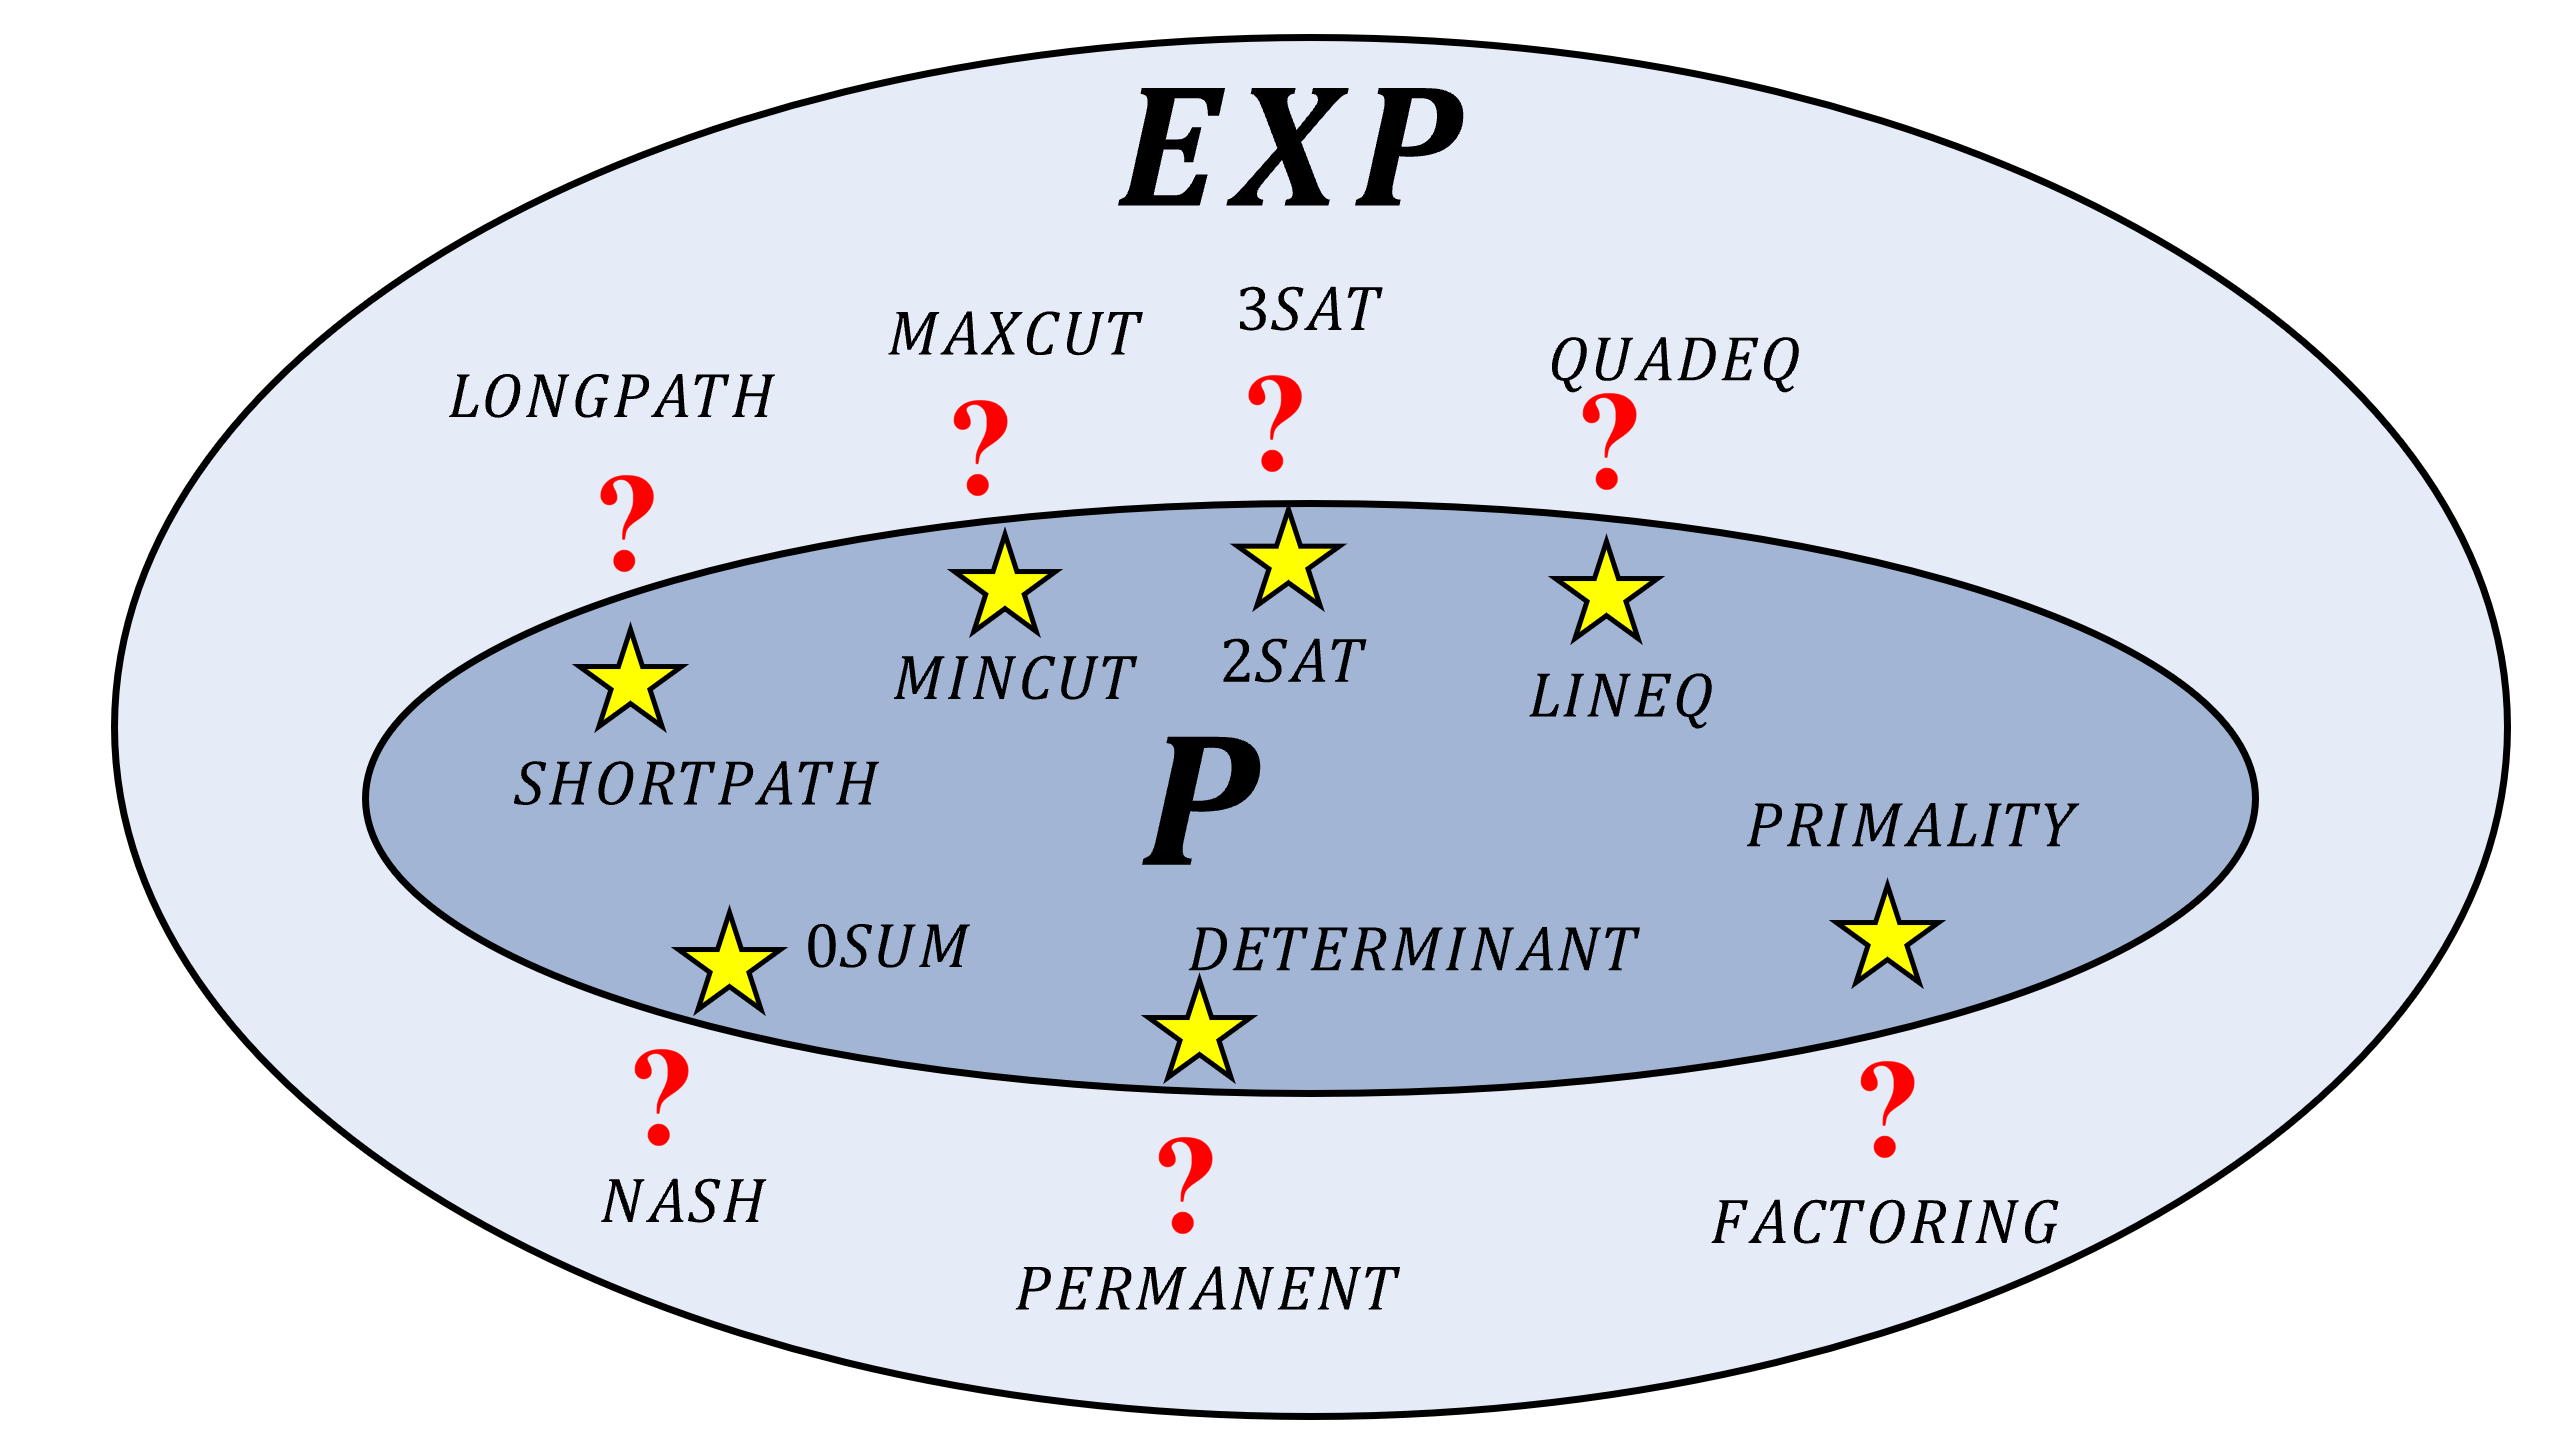 EXP
3SAT
MAXCUT
QUADEQ
LONGPATH
?
?
?
?
2SAT
MINCUT
LINEQ
SHORTPATH
P
PRIMALITY
0SUM
DETERMINANT
?
?
?
NASH
FACTORING
PERMANENT